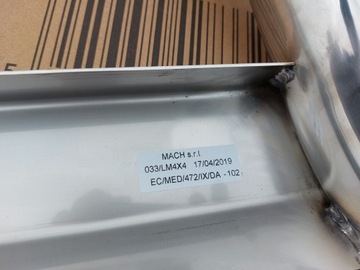 MACH s.r.l.
033/LM4X4 17/04/2019
EC/MED/472/IX/DA -102